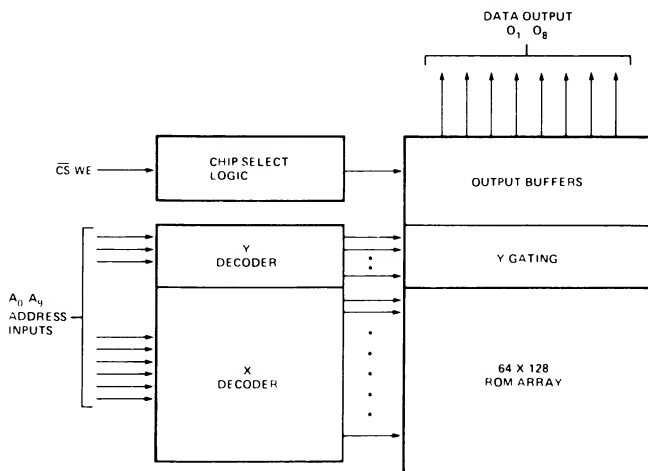 DATA OUTPUT
O1 O8
CS WE
CHIP SELECT
LOGIC
OUTPUT BUFFERS
Y
DECODER
Y GATING
A0 A9
ADDRESS
INPUTS
X
DECODER
64 X 128
ROM ARRAY